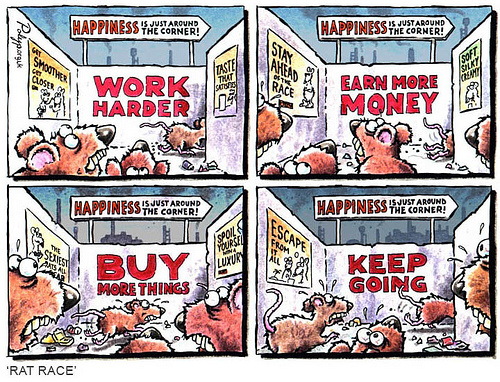 Polyp.org.uk
HAPPINESS IS JUST AROUND
THE CORNER!
GET
SMOOTHER
GET
CLOSER
WORK
HARDER
TASTE
THAT
SATISFIES
HAPPINESS IS JUST AROUND
THE CORNER!
STAY
AHEAD
OF THE
RACE
EARN MORE
MONEY
SOFT
SILKY
CREAMY
HAPPINESS IS JUST AROUND
THE CORNER!
THE
SEXIEST
RATS ALL
BUY
MORE THINGS
SPOIL
YOURSELF
LUXURY
HAPPINESS IS JUST AROUND
THE CORNER!
ESCAPE
FROM
IT ALL
KEEP
GOING
'RAT RACE'